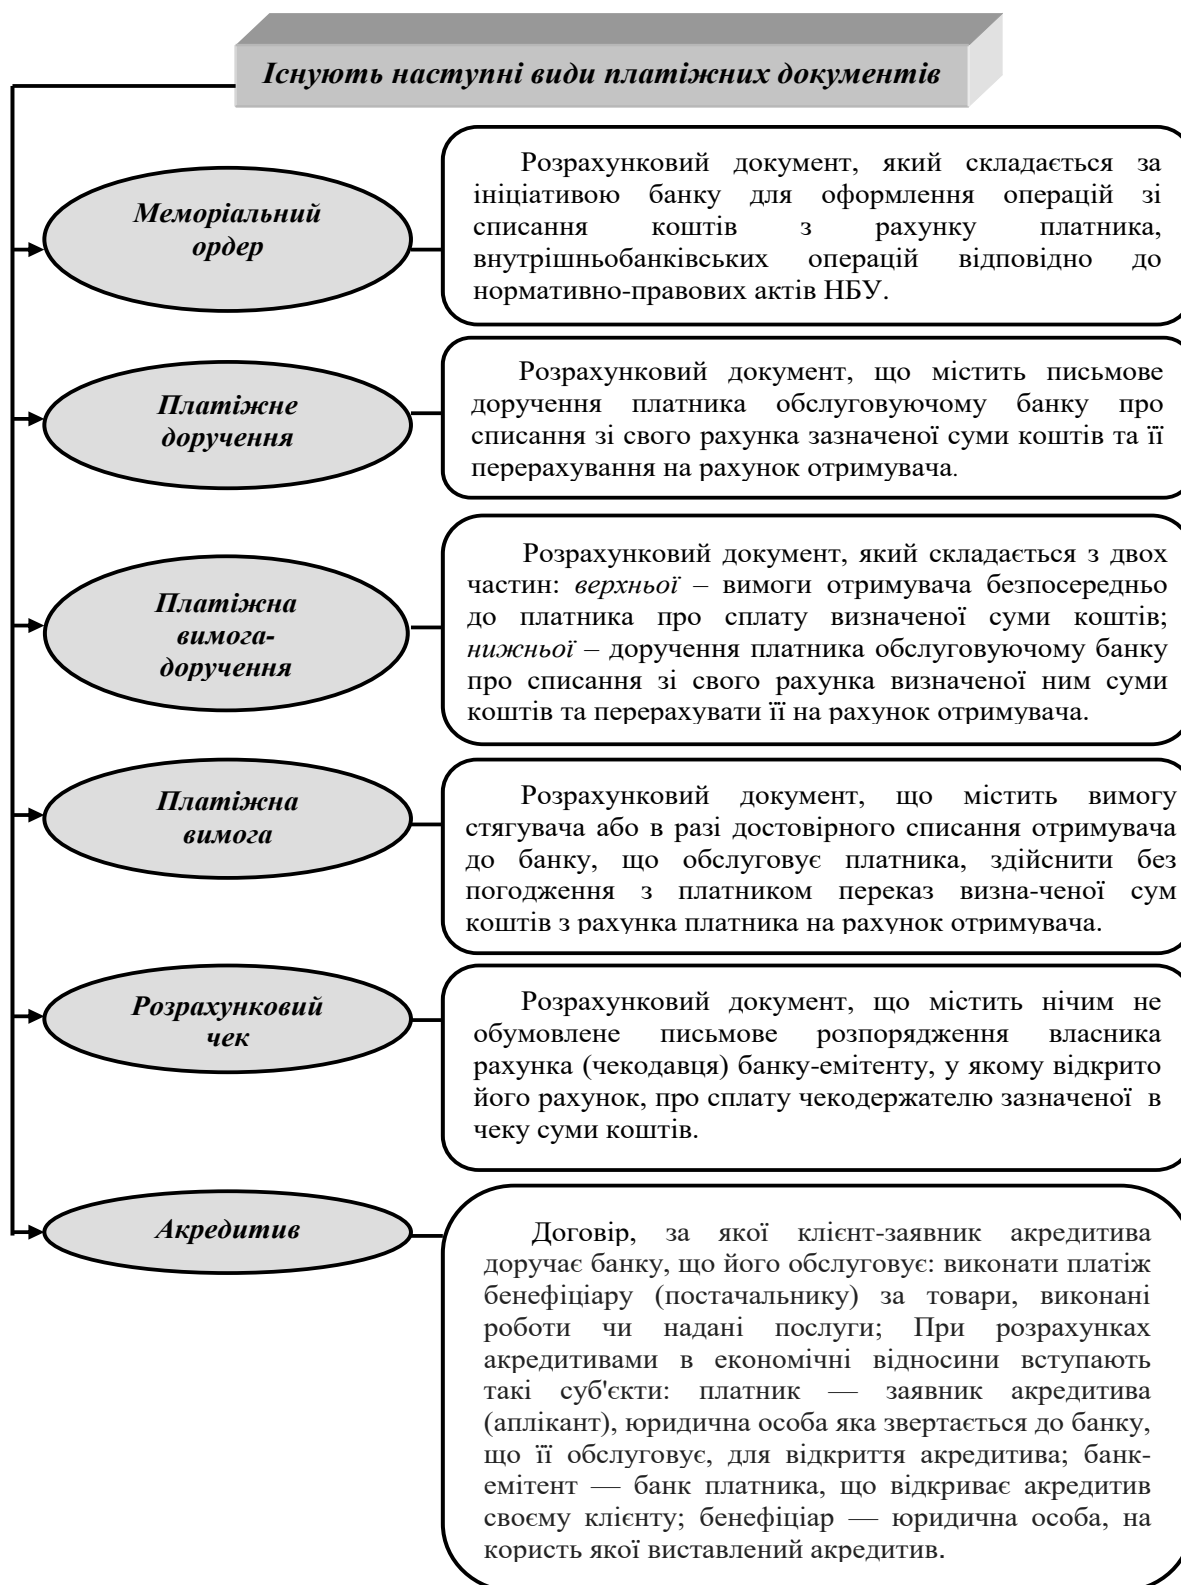 Існують наступні види платіжних документів
Меморіальний
ордер
Розрахунковий документ, який складається за
ініціативою банку для оформлення операцій зі
списання коштів з рахунку платника,
внутрішньобанківських операцій відповідно до
нормативно-правових актів НБУ.
Платіжне
доручення
Розрахунковий документ, що містить письмове
доручення платника обслуговуючому банку про
списання зі свого рахунка зазначеної суми коштів та її
перерахування на рахунок отримувача.
Платіжна
вимога-
доручення
Розрахунковий документ, який складається з двох
частин: верхньої – вимоги отримувача безпосередньо
до платника про сплату визначеної суми коштів;
нижньої – доручення платника обслуговуючому банку
про списання зі свого рахунка визначеної ним суми
коштів та перерахувати її на рахунок отримувача.
Платіжна
вимога
Розрахунковий документ, що містить вимогу
стягувача або в разі достовірного списання отримувача
до банку, що обслуговує платника, здійснити без
погодження з платником переказ визна-ченої сум
коштів з рахунка платника на рахунок отримувача.
Розрахунковий
чек
Розрахунковий документ, що містить нічим не
обумовлене письмове розпорядження власника
рахунка (чекодавця) банку-емітенту, у якому відкрито
його рахунок, про сплату чекодержателю зазначеної в
чеку суми коштів.
Акредитив
Договір, за якої клієнт-заявник акредитива
доручає банку, що його обслуговує: виконати платіж
бенефіціару (постачальнику) за товари, виконані
роботи чи надані послуги; При розрахунках
акредитивами в економічні відносини вступають
такі суб'єкти: платник — заявник акредитива
(аплікант), юридична особа яка звертається до банку,
що її обслуговує, для відкриття акредитива; банк-
емітент — банк платника, що відкриває акредитив
своєму клієнту; бенефіціар — юридична особа, на
користь якої виставлений акредитив.